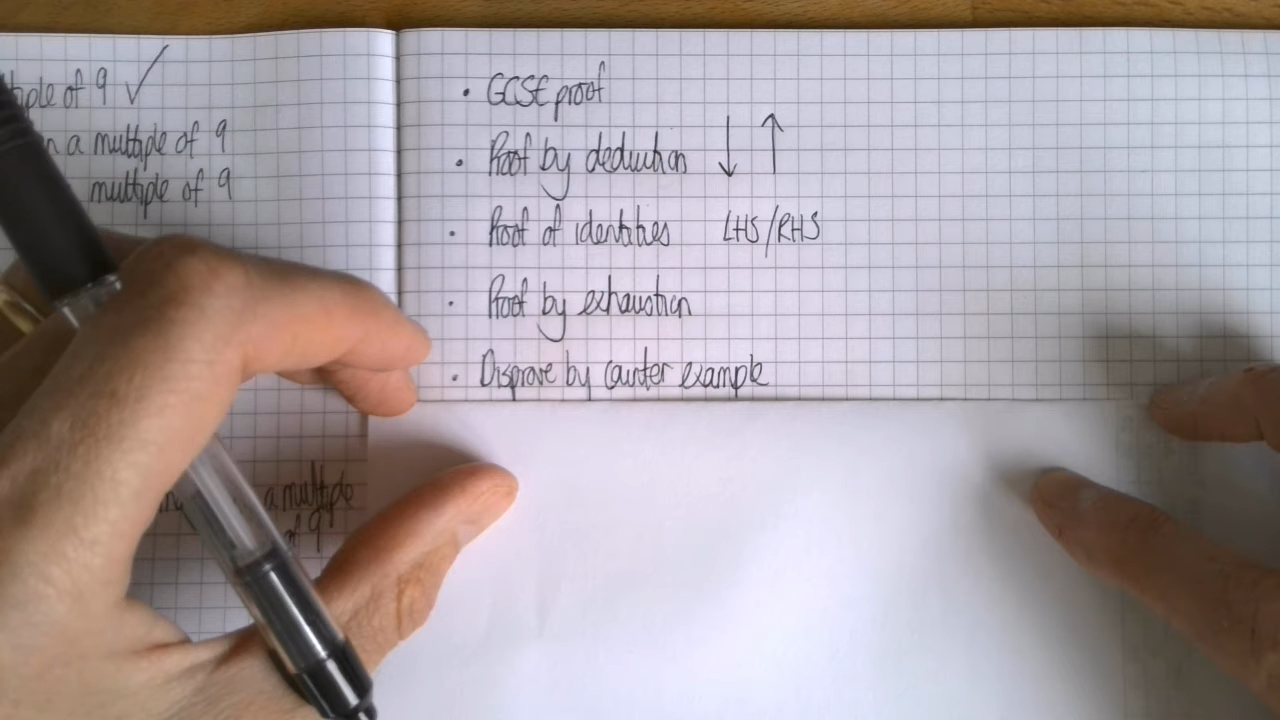 iple of 9 ✓
n a multiple of 9
multiple of 9
a multiple
of 9
• GCSE proof
• Proof by deduction ↓ ↑
• Proof of identities LHS/RHS
• Proof by exhaustion
• Disprove by counter example